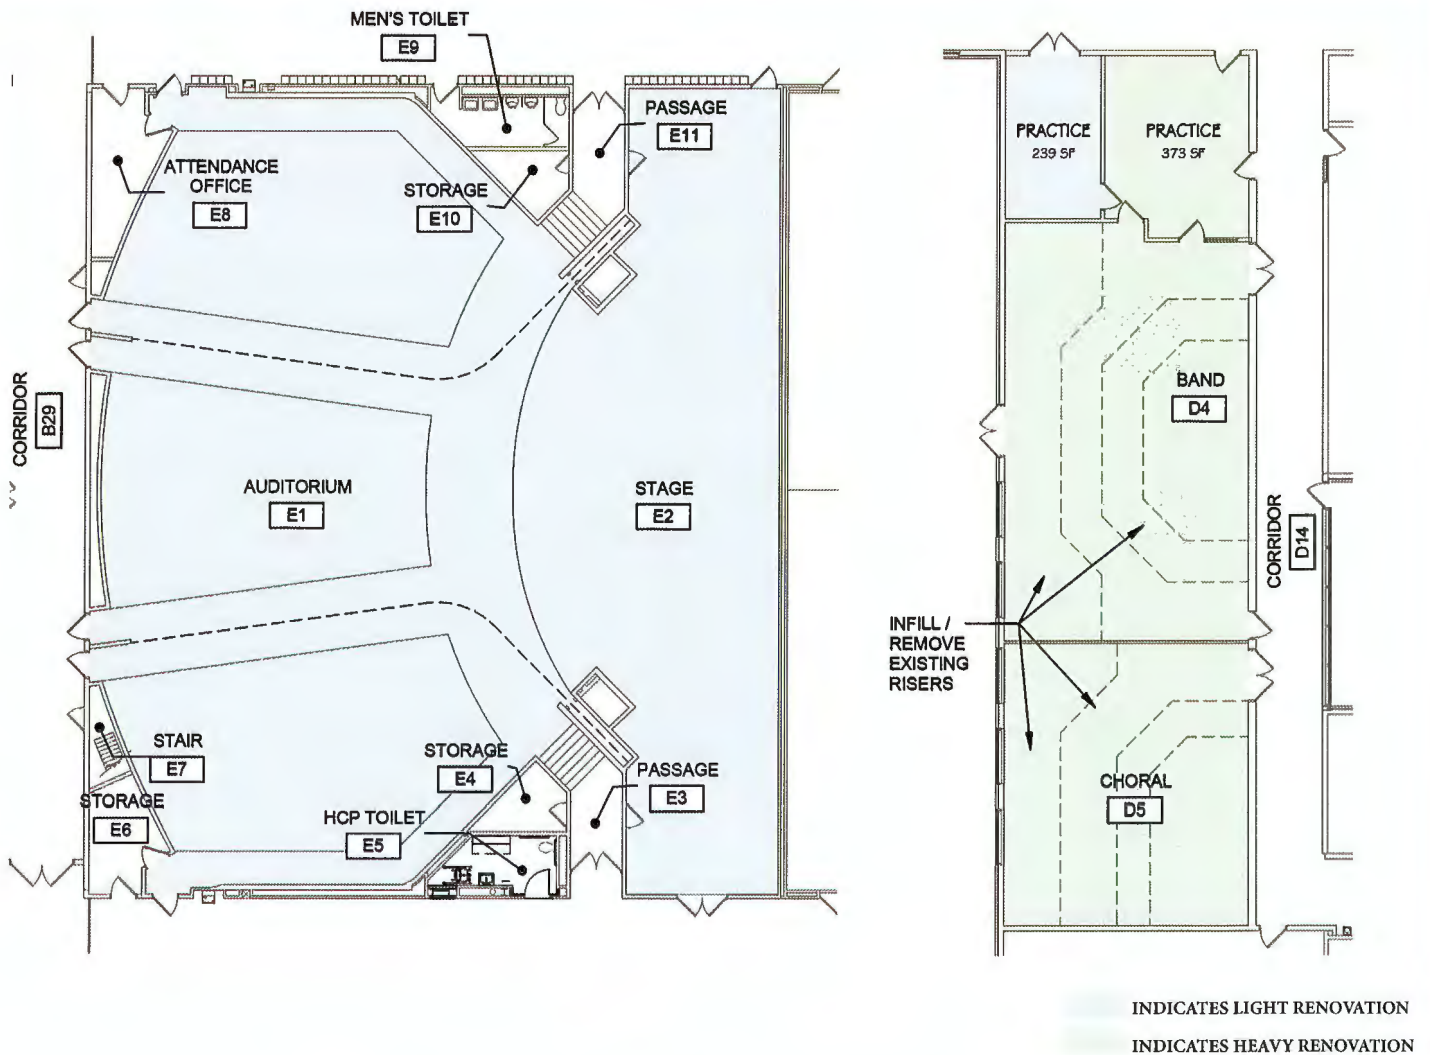 MEN'S TOILET
E9
PASSAGE
E11
ATTENDANCE
OFFICE
E8
STORAGE
E10
CORRIDOR
B29
AUDITORIUM
E1
STAGE
E2
STAIR
E7
STORAGE
E6
STORAGE
E4
HCP TOILET
E5
PASSAGE
E3
PRACTICE
239 SF
PRACTICE
373 SF
BAND
D4
CORRIDOR
D14
INFILL /
REMOVE
EXISTING
RISERS
CHORAL
D5
INDICATES LIGHT RENOVATION
INDICATES HEAVY RENOVATION